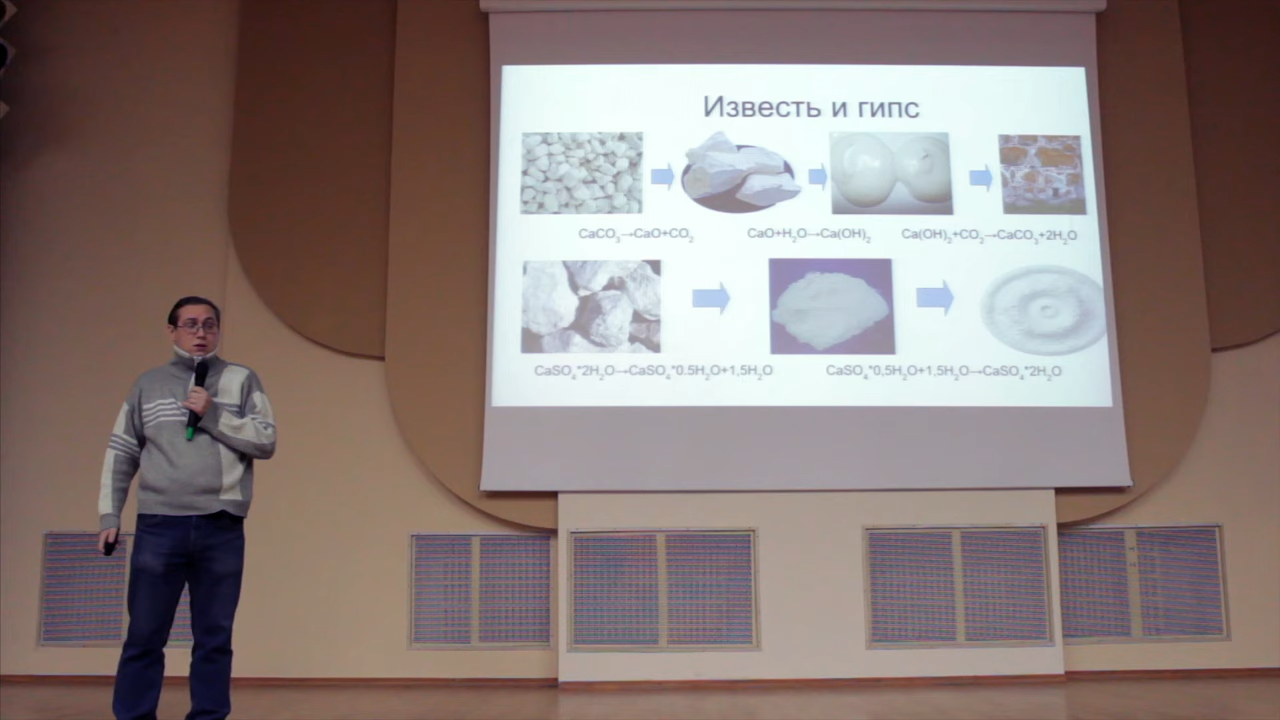 Известь и гипс
CaCO₃→CaO+CO₂ CaO+H₂O→Ca(OH)₂ Ca(OH)₂+CO₂→CaCO₃+2H₂O
CaSO₄*2H₂O→CaSO₄*0.5H₂O+1,5H₂O CaSO₄*0,5H₂O+1,5H₂O→CaSO₄*2H₂O